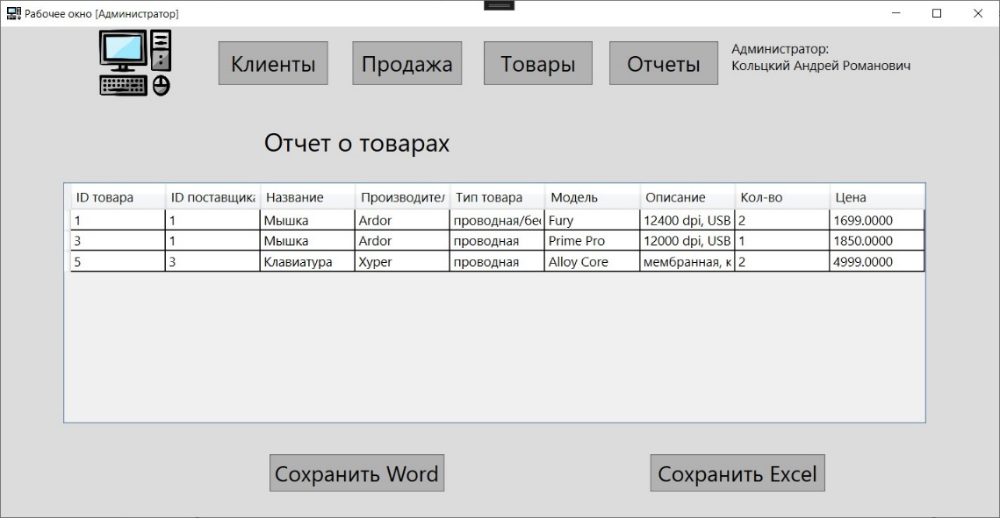 Рабочее окно [Администратор]
Клиенты Продажа Товары Отчеты
Администратор:
Кольцкий Андрей Романович
Отчет о товарах
ID товара ID поставщика Название Производител Тип товара Модель Описание Кол-во Цена
1 1 Мышка Ardor проводная/бес Fury 12400 dpi, USB 2 1699.0000
3 1 Мышка Ardor проводная Prime Pro 12000 dpi, USB 1 1850.0000
5 3 Клавиатура Xyper проводная Alloy Core мембранная, к 2 4999.0000
Сохранить Word Сохранить Excel